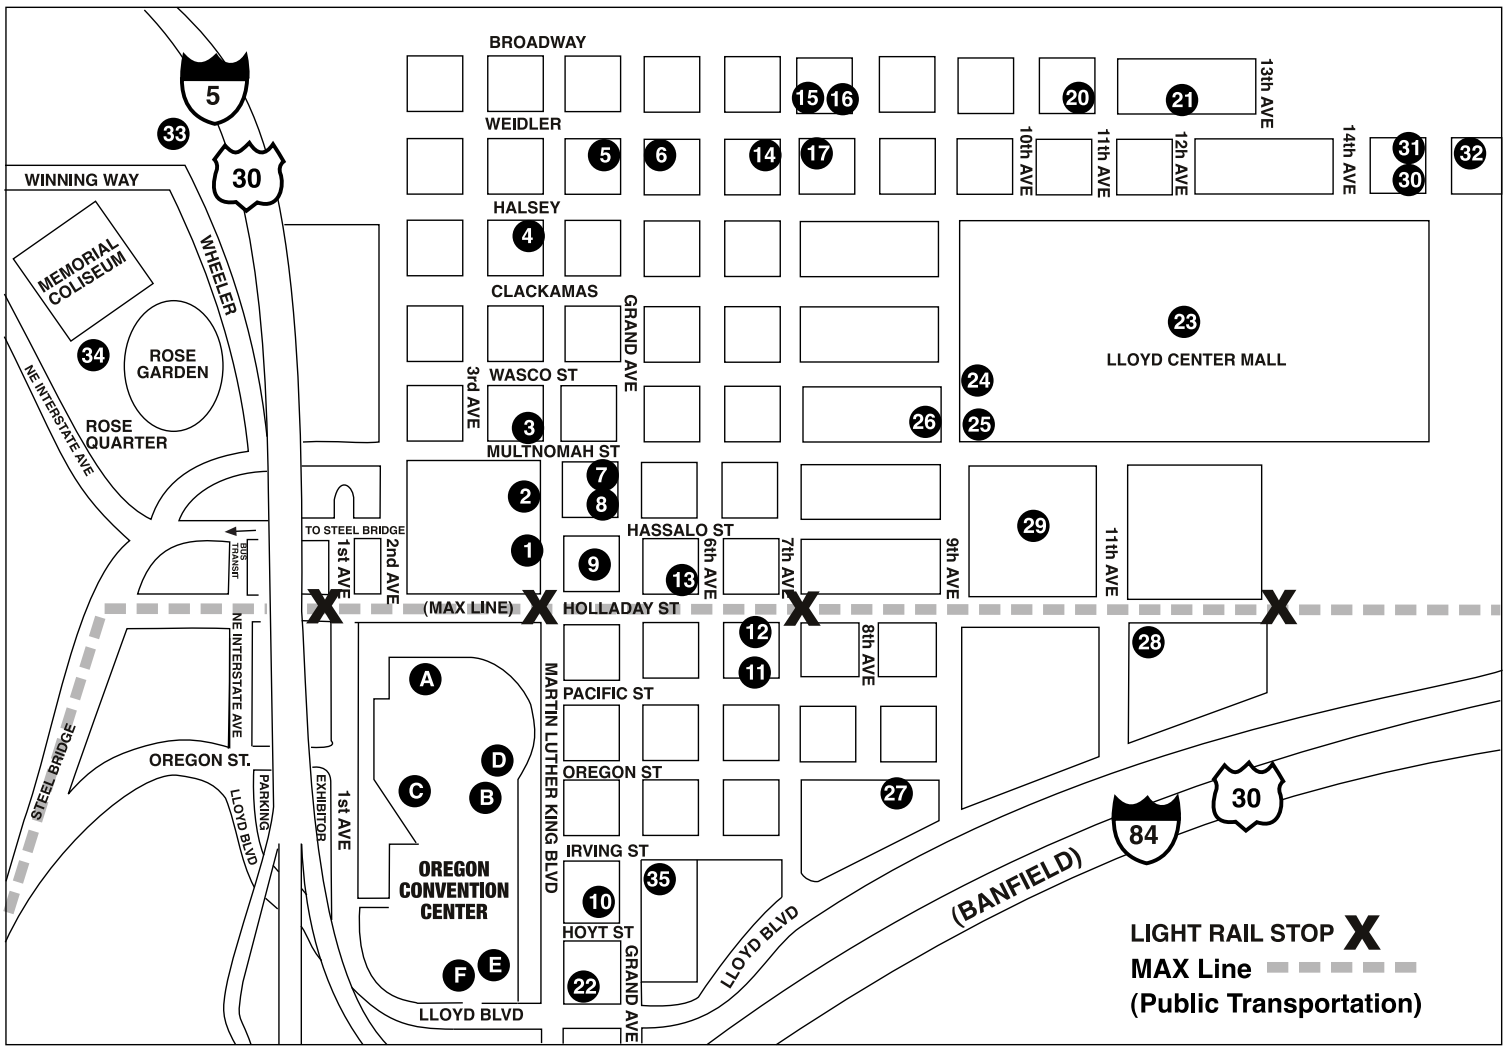 BROADWAY
5
15
16
20
21
13th AVE
33
WEIDLER
30
5
6
14
17
10th AVE
11th AVE
12h AVE
14th AVE
31
30
32
WINNING WAY
HALSEY
4
WHEELER
MEMORIAL
COLISEUM
CLACKAMAS
GRAND AVE
23
LLOYD CENTER MALL
34
ROSE
GARDEN
NE INTERSTATE AVE
ROSE
QUARTER
3rd AVE
WASCO ST
3
24
25
26
MULTNOMAH ST
2
7
8
TO STEEL BRIDGE
HASSALO ST
29
BUS
TRANSIT
1st AVE
2nd AVE
1
9
13
6th AVE
7th AVE
9th AVE
11th AVE
X
(MAX LINE)
X
HOLLADAY ST
X
X
NE INTERSTATE AVE
12
11
8th AVE
28
A
MARTIN LUTHER KING BLVD
PACIFIC ST
STEEL BRIDGE
OREGON ST.
D
C
B
OREGON ST
27
30
84
(BANFIELD)
LLOYD BLVD
PARKING
EXHIBITOR
1st AVE
IRVING ST
OREGON
CONVENTION
CENTER
10
35
HOYT ST
GRAND AVE
LLOYD BLVD
F
E
22
LLOYD BLVD
LIGHT RAIL STOP X
MAX Line
(Public Transportation)